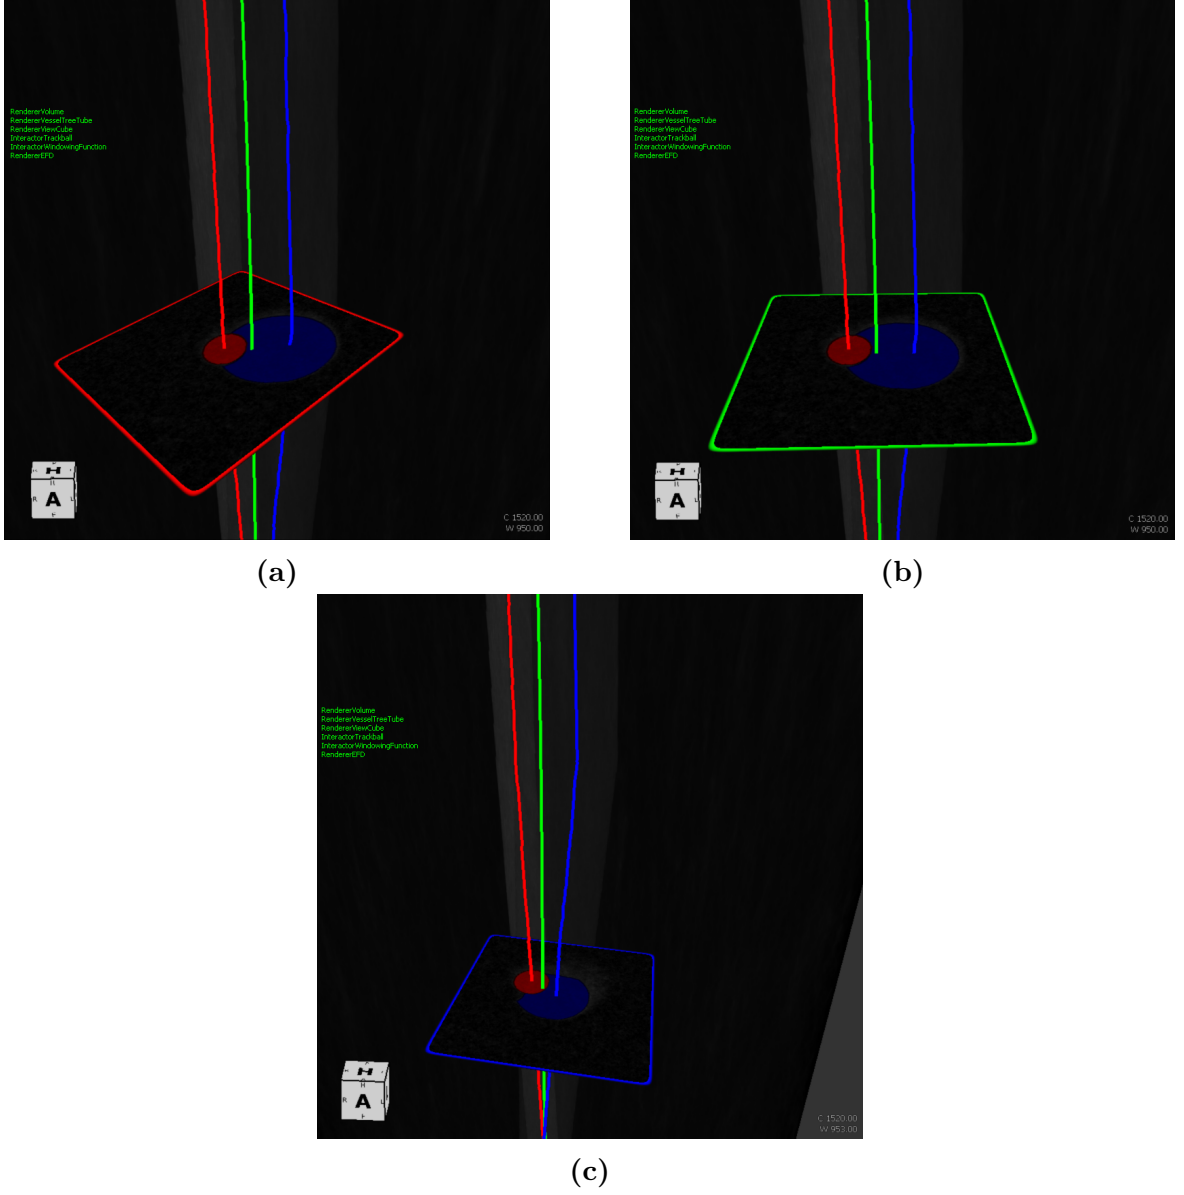 RendererVolume
RendererVesselTreeTube
RendererViewCube
InteractorTrackball
InteractorWindowingFunction
RendererEFD
H
H
R A L
F
C 1520.00
W 950.00
(a)
RendererVolume
RendererVesselTreeTube
RendererViewCube
InteractorTrackball
InteractorWindowingFunction
RendererEFD
H
H
R A L
F
C 1520.00
W 950.00
(b)
RendererVolume
RendererVesselTreeTube
RendererViewCube
InteractorTrackball
InteractorWindowingFunction
RendererEFD
H
H
R A L
F
C 1520.00
W 953.00
(c)